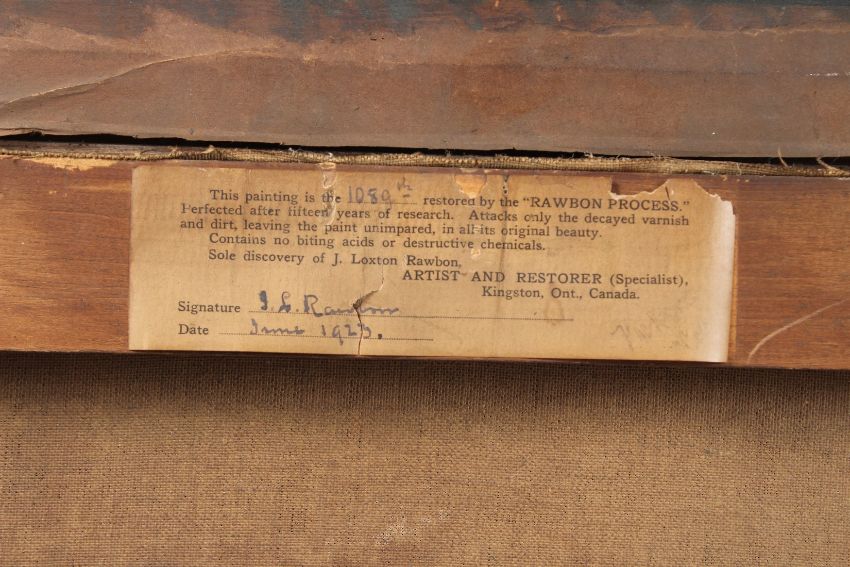 This painting is the 1089th restored by the "RAWBON PROCESS."
Perfected after fifteen years of research. Attacks only the decayed varnish
and dirt, leaving the paint unimpared, in all its original beauty.
Contains no biting acids or destructive chemicals.
Sole discovery of J. Loxton Rawbon,
ARTIST AND RESTORER (Specialist),
Kingston, Ont., Canada.
Signature J. L. Rawbon
Date June 1923.